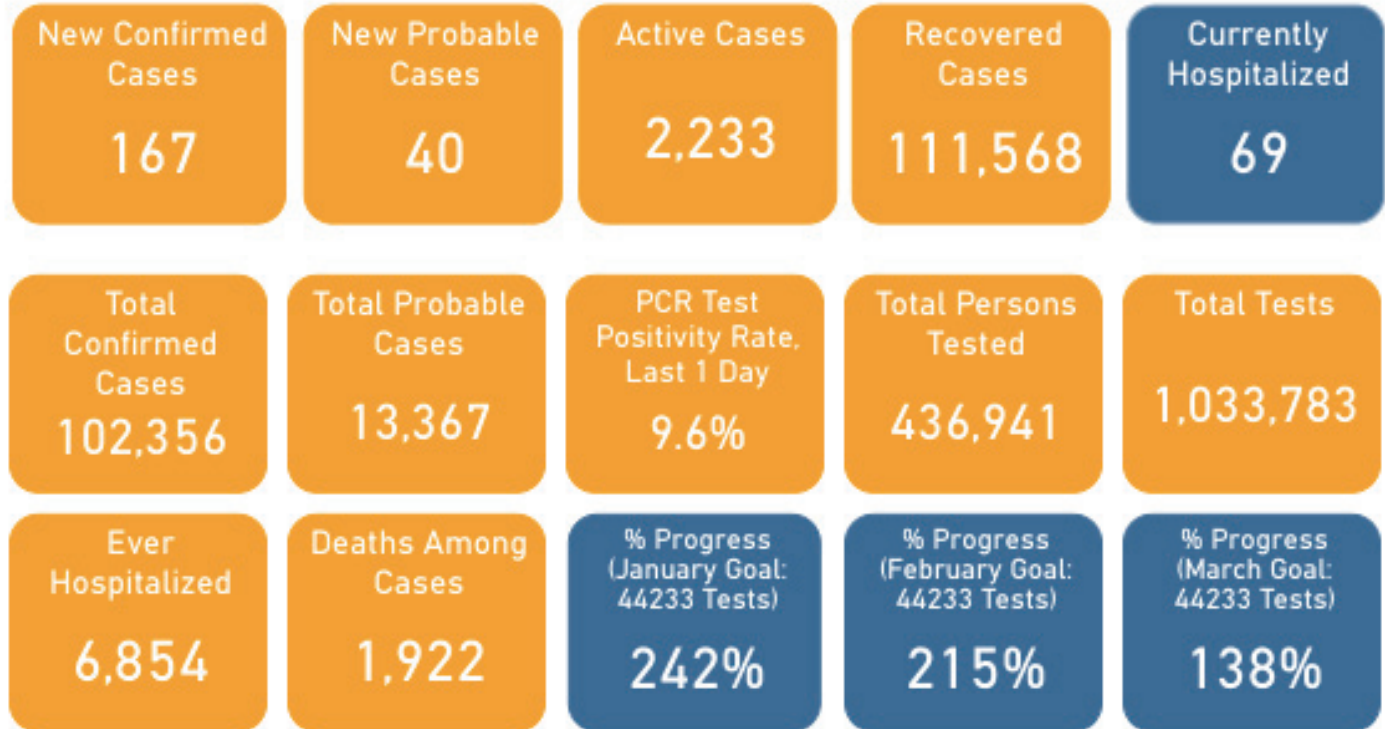 New Confirmed
Cases
167
New Probable
Cases
40
Active Cases
2,233
Recovered
Cases
111,568
Currently
Hospitalized
69
Total
Confirmed
Cases
102,356
Total Probable
Cases
13,367
PCR Test
Positivity Rate,
Last 1 Day
9.6%
Total Persons
Tested
436,941
Total Tests
1,033,783
Ever
Hospitalized
6,854
Deaths Among
Cases
1,922
% Progress
(January Goal:
44233 Tests)
242%
% Progress
(February Goal:
44233 Tests)
215%
% Progress
(March Goal:
44233 Tests)
138%